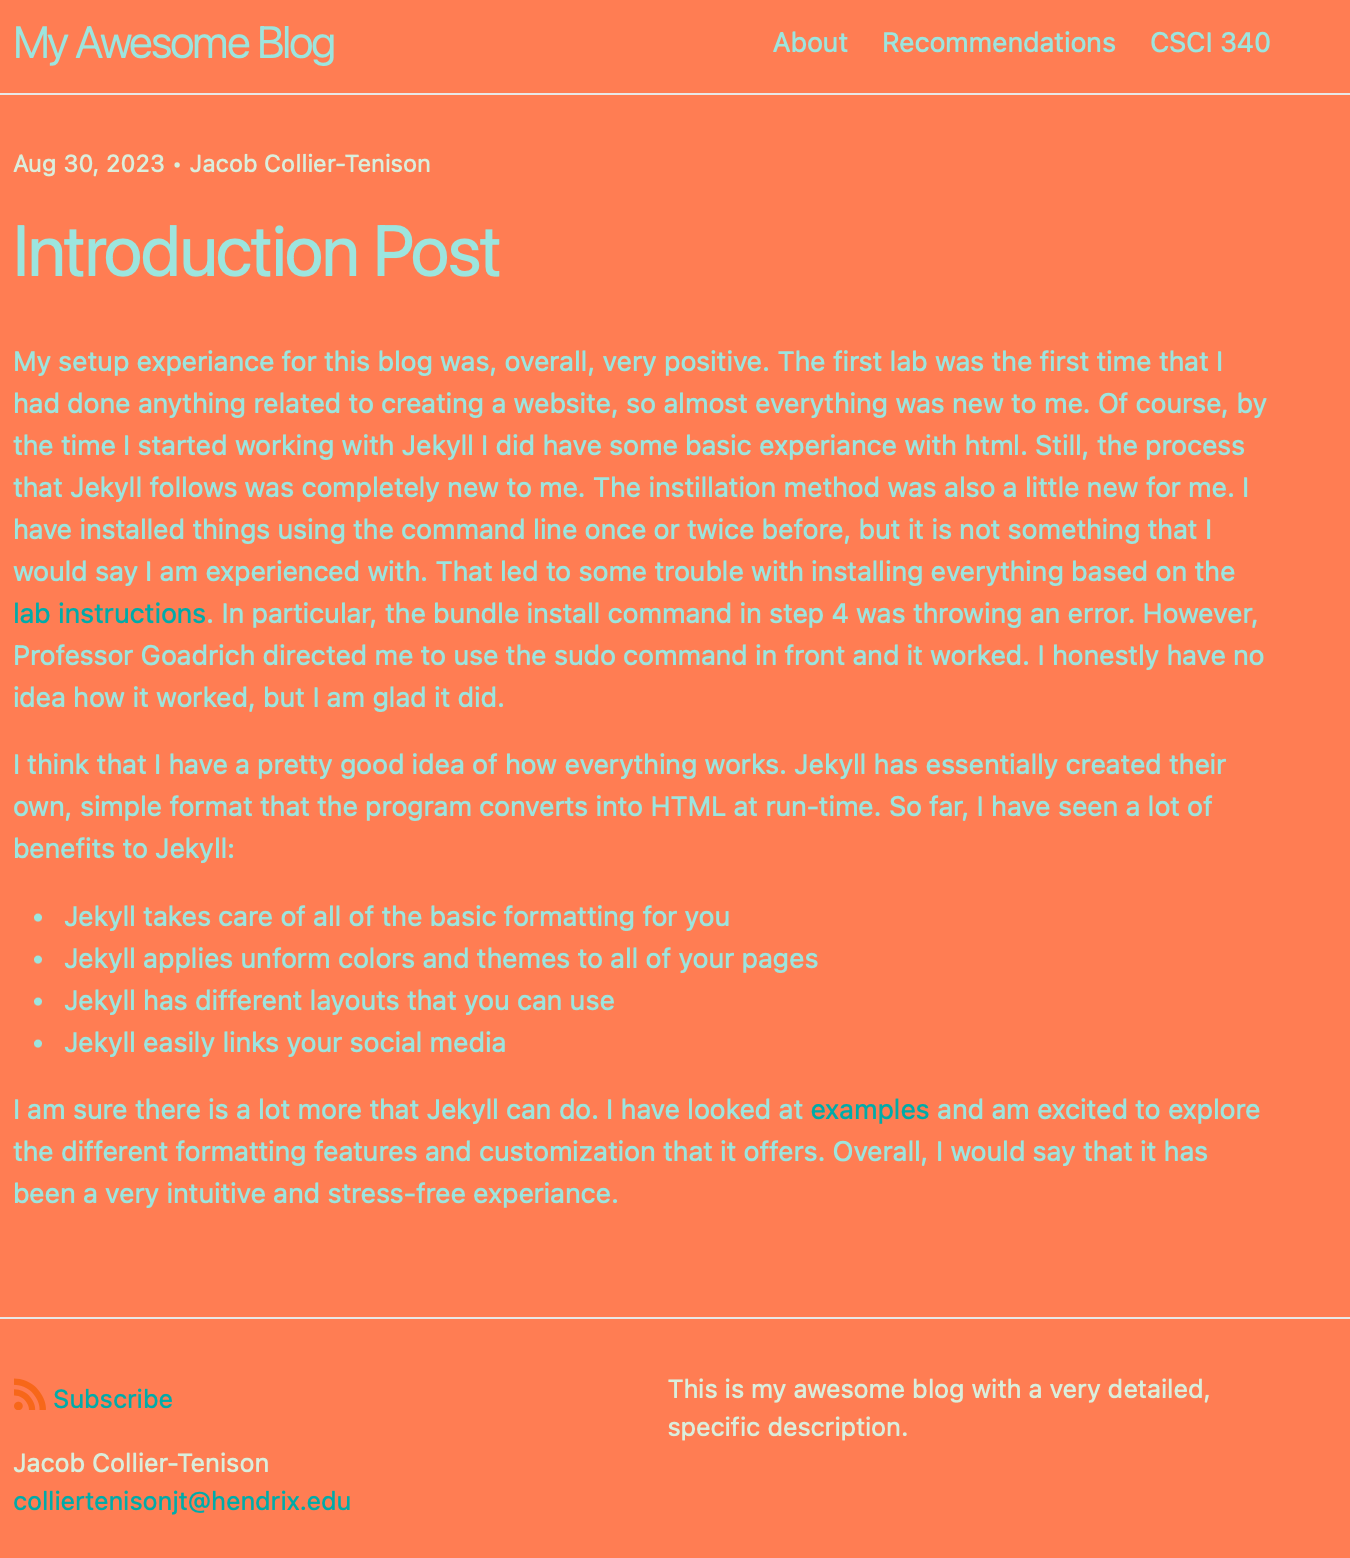 My Awesome Blog
About Recommendations CSCI 340
Aug 30, 2023 • Jacob Collier-Tenison
Introduction Post
My setup experiance for this blog was, overall, very positive. The first lab was the first time that I
had done anything related to creating a website, so almost everything was new to me. Of course, by
the time I started working with Jekyll I did have some basic experiance with html. Still, the process
that Jekyll follows was completely new to me. The instillation method was also a little new for me. I
have installed things using the command line once or twice before, but it is not something that I
would say I am experienced with. That led to some trouble with installing everything based on the
lab instructions. In particular, the bundle install command in step 4 was throwing an error. However,
Professor Goadrich directed me to use the sudo command in front and it worked. I honestly have no
idea how it worked, but I am glad it did.
I think that I have a pretty good idea of how everything works. Jekyll has essentially created their
own, simple format that the program converts into HTML at run-time. So far, I have seen a lot of
benefits to Jekyll:
• Jekyll takes care of all of the basic formatting for you
• Jekyll applies unform colors and themes to all of your pages
• Jekyll has different layouts that you can use
• Jekyll easily links your social media
I am sure there is a lot more that Jekyll can do. I have looked at examples and am excited to explore
the different formatting features and customization that it offers. Overall, I would say that it has
been a very intuitive and stress-free experiance.
Subscribe
Jacob Collier-Tenison
colliertenisonjt@hendrix.edu
This is my awesome blog with a very detailed,
specific description.